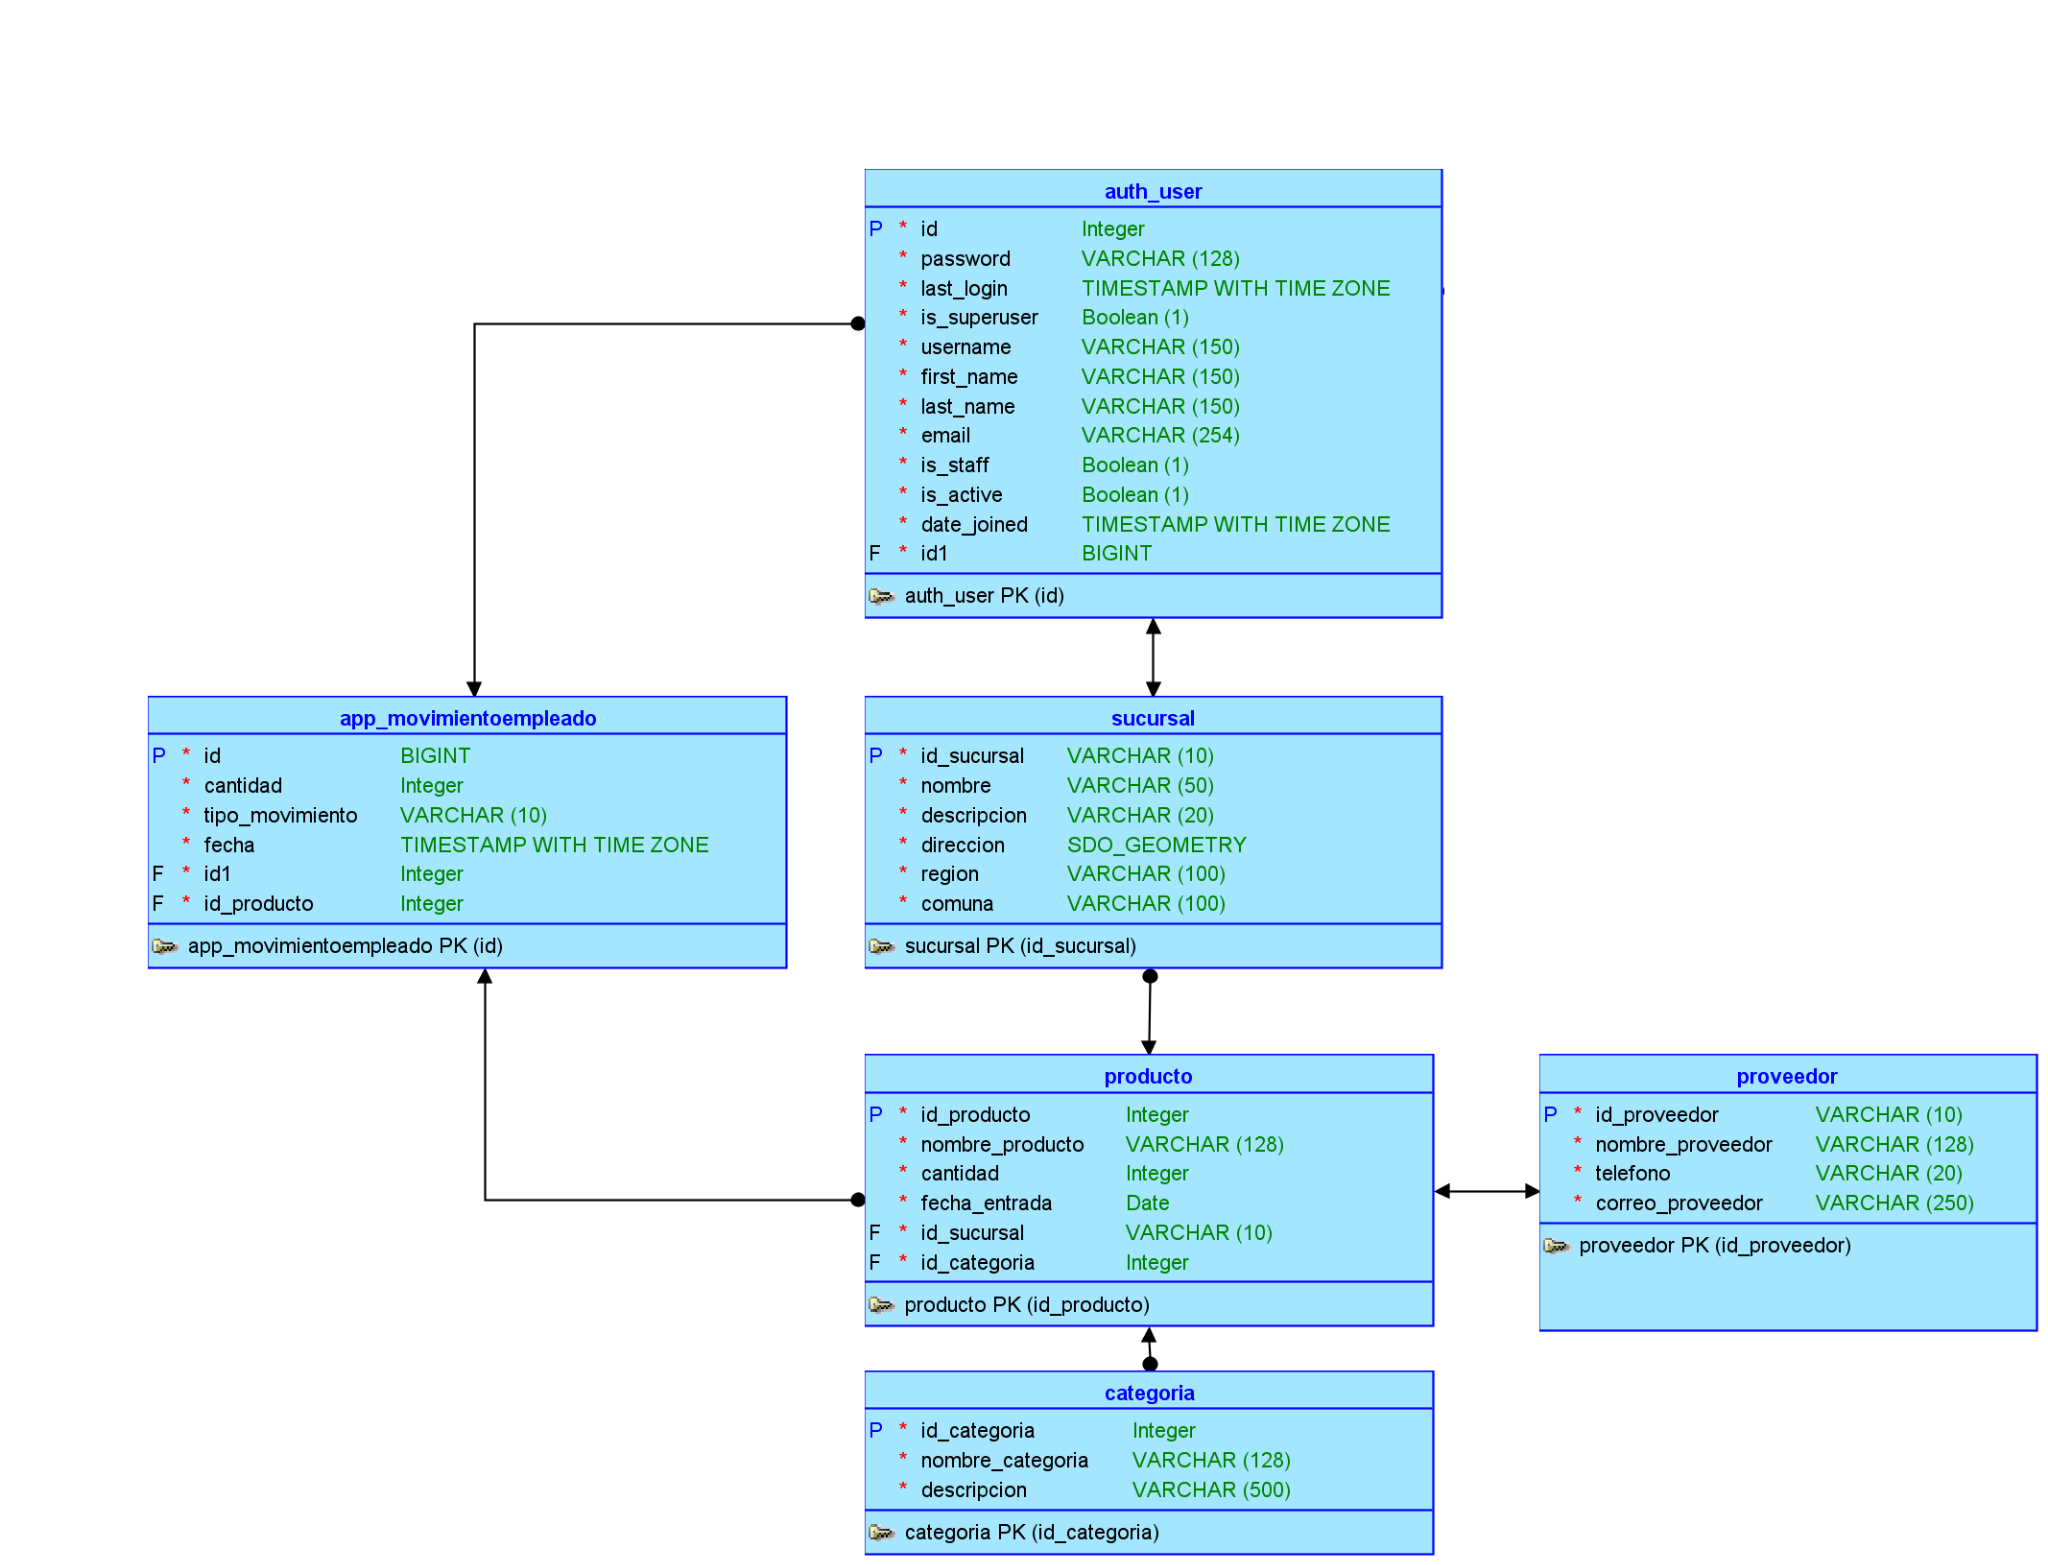 auth_user
P * id Integer
* password VARCHAR (128)
* last_login TIMESTAMP WITH TIME ZONE
* is_superuser Boolean (1)
* username VARCHAR (150)
* first_name VARCHAR (150)
* last_name VARCHAR (150)
* email VARCHAR (254)
* is_staff Boolean (1)
* is_active Boolean (1)
* date_joined TIMESTAMP WITH TIME ZONE
F * id1 BIGINT
auth_user PK (id)
app_movimientoempleado
P * id BIGINT
* cantidad Integer
* tipo_movimiento VARCHAR (10)
* fecha TIMESTAMP WITH TIME ZONE
F * id1 Integer
F * id_producto Integer
app_movimientoempleado PK (id)
sucursal
P * id_sucursal VARCHAR (10)
* nombre VARCHAR (50)
* descripcion VARCHAR (20)
* direccion SDO_GEOMETRY
* region VARCHAR (100)
* comuna VARCHAR (100)
sucursal PK (id_sucursal)
producto
P * id_producto Integer
* nombre_producto VARCHAR (128)
* cantidad Integer
* fecha_entrada Date
F * id_sucursal VARCHAR (10)
F * id_categoria Integer
producto PK (id_producto)
proveedor
P * id_proveedor VARCHAR (10)
* nombre_proveedor VARCHAR (128)
* telefono VARCHAR (20)
* correo_proveedor VARCHAR (250)
proveedor PK (id_proveedor)
categoria
P * id_categoria Integer
* nombre_categoria VARCHAR (128)
* descripcion VARCHAR (500)
categoria PK (id_categoria)